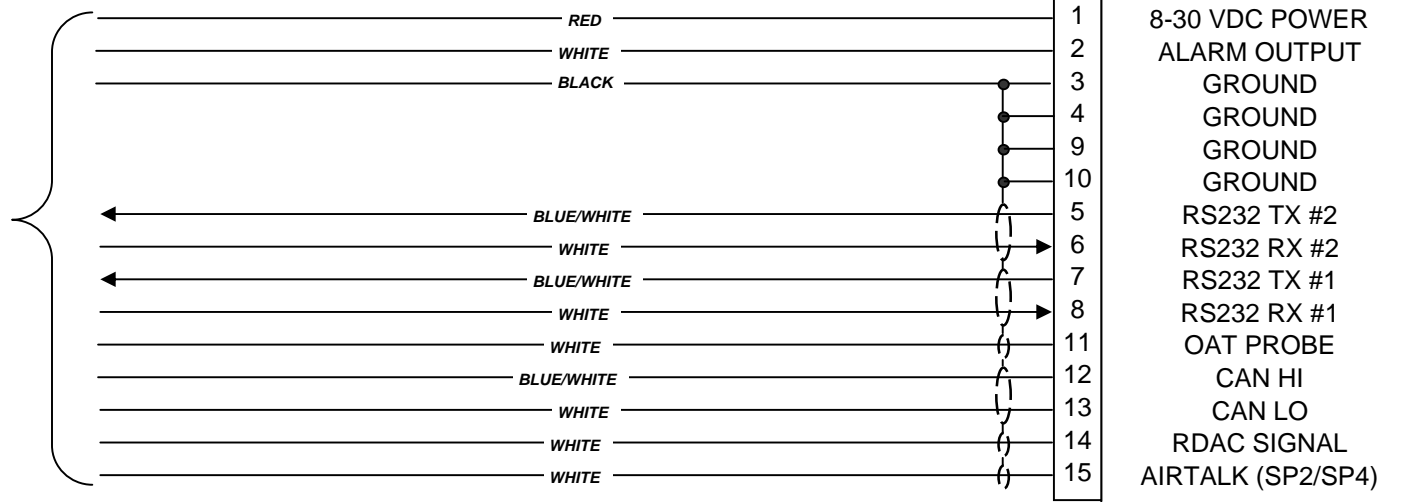 RED 1 8-30 VDC POWER
WHITE 2 ALARM OUTPUT
BLACK 3 GROUND
4 GROUND
9 GROUND
10 GROUND
BLUE/WHITE 5 RS232 TX #2
WHITE 6 RS232 RX #2
BLUE/WHITE 7 RS232 TX #1
WHITE 8 RS232 RX #1
WHITE 11 OAT PROBE
BLUE/WHITE 12 CAN HI
WHITE 13 CAN LO
WHITE 14 RDAC SIGNAL
WHITE 15 AIRTALK (SP2/SP4)